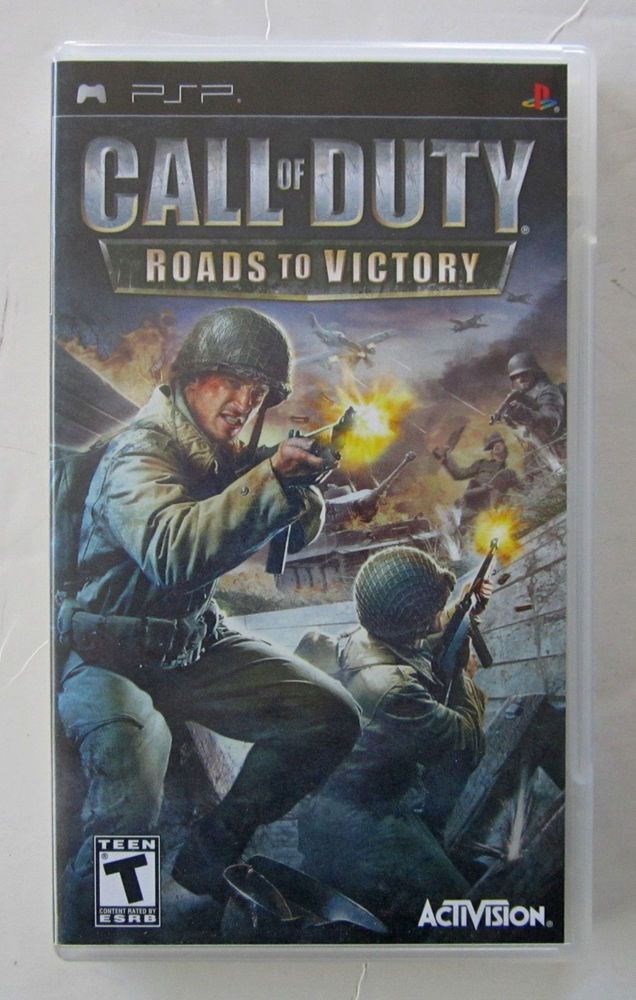 PSP
CALL OF DUTY®
ROADS TO VICTORY
TEEN
T®
CONTENT RATED BY
ESRB
ACTIVISION®